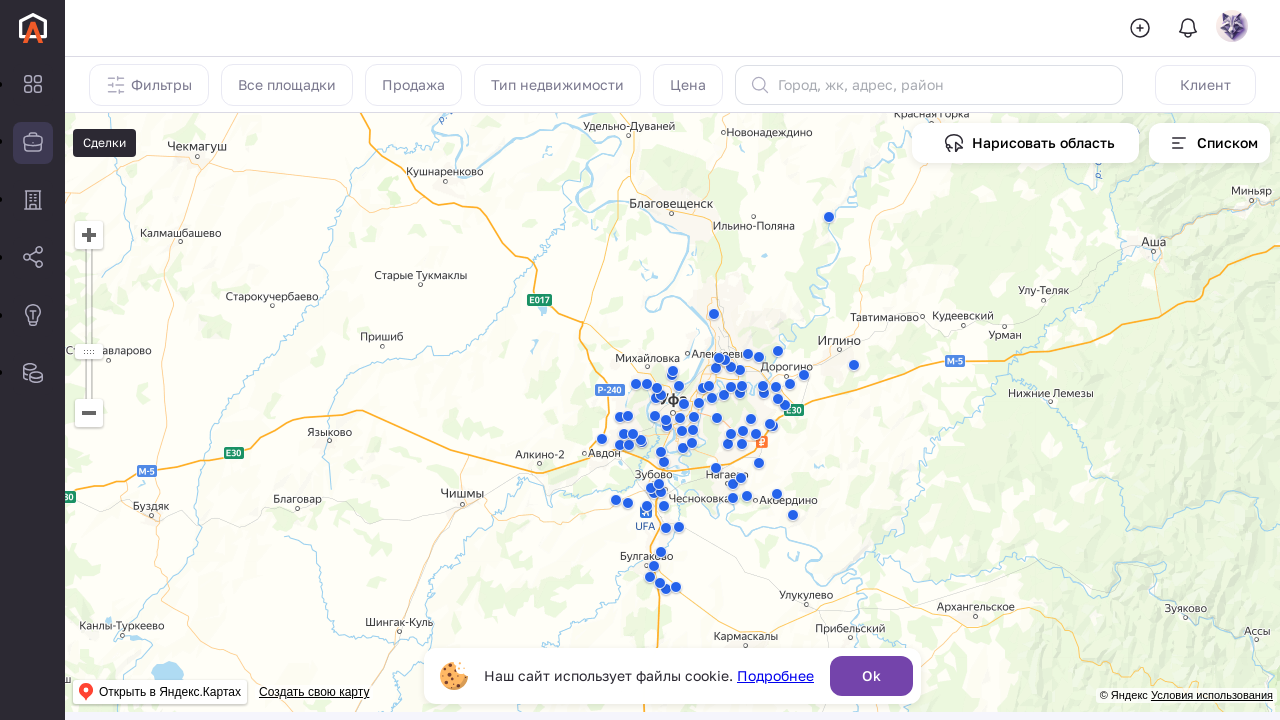 Фильтры
Все площадки
Продажа
Тип недвижимости
Цена
Город, жк, адрес, район
Клиент
Сделки
Нарисовать область
Списком
Красная Горка
Удельно-Дуваней
Новонадеждино
Чекмагуш
Кушнаренково
Миньяр
Благовещенск
Ильино-Поляна
Калмашбашево
Аша
Старые Тукмаклы
Старокучербаево
E017
Улу-Теляк
Тавтиманово
Кудеевский
Урман
Пришиб
Иглино
Михайловка
М-5
Дорогино
Р-240
Нижние Лемезы
Уфа
E30
Языково
E30
Алкино-2
Авдон
М-5
Зубово
Нагаево
30
Благовар
Чишмы
Чесноковка
Акбердино
Буздяк
UFA
Булгаково
Улукулево
Архангельское
Зуяково
Канлы-Туркеево
Шингак-Куль
Прибельский
Кармаскалы
Ассы
Наш сайт использует файлы cookie. Подробнее
Ok
Открыть в Яндекс.Картах
Создать свою карту
© Яндекс Условия использования